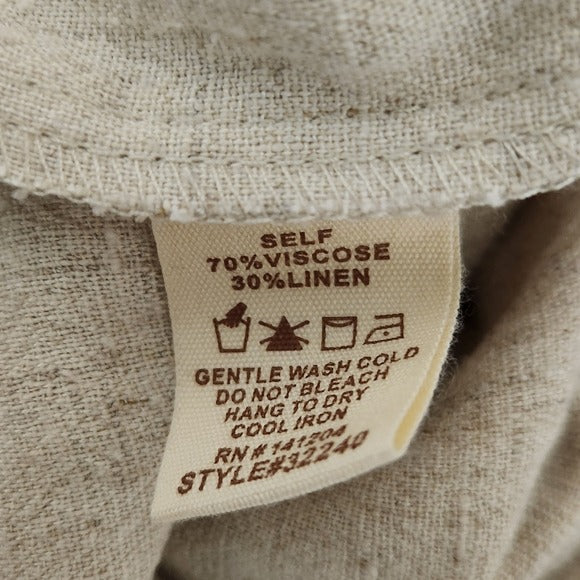 SELF
70%VISCOSE
30%LINEN
GENTLE WASH COLD
DO NOT BLEACH
HANG TO DRY
COOL IRON
RN# 141204
STYLE#32240